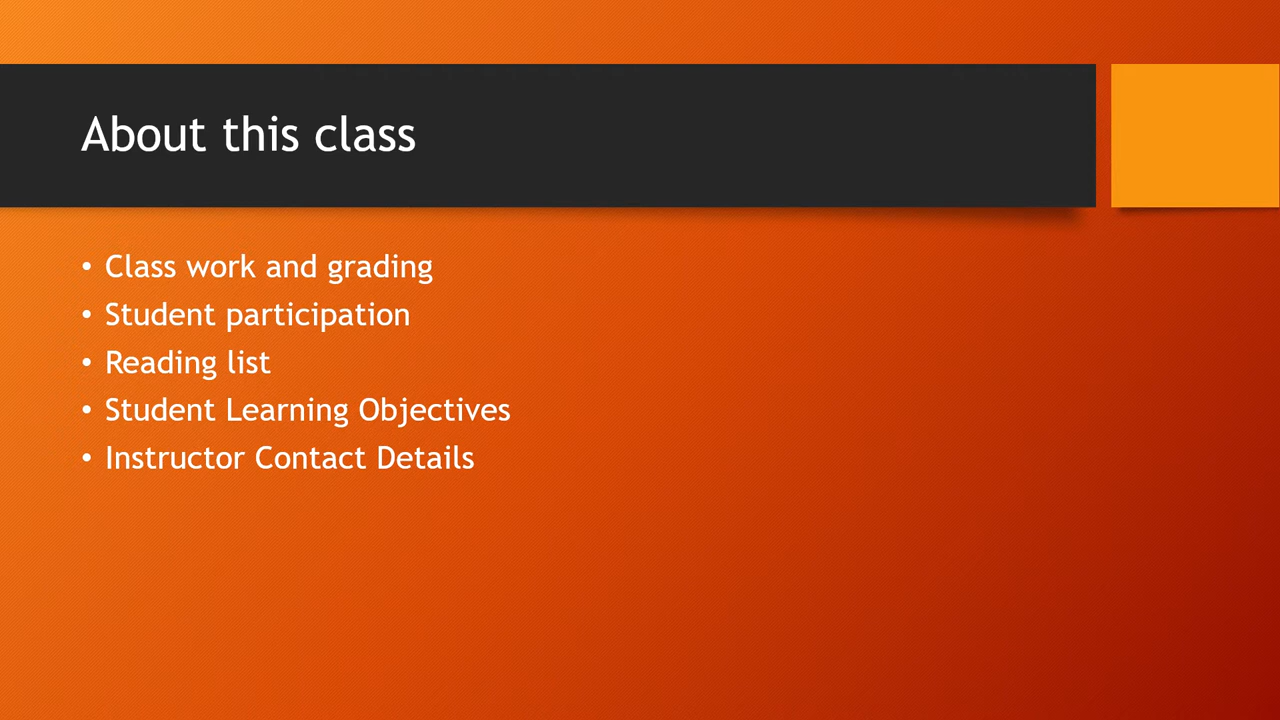 About this class
• Class work and grading
• Student participation
• Reading list
• Student Learning Objectives
• Instructor Contact Details